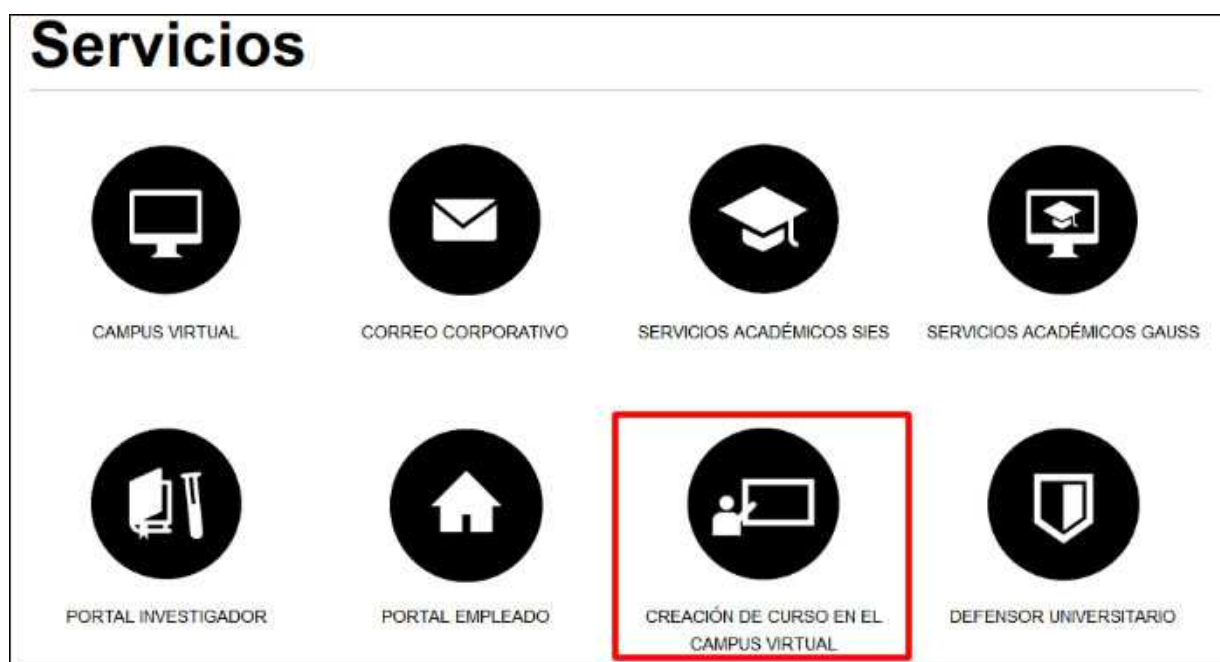 Servicios
CAMPUS VIRTUAL
CORREO CORPORATIVO
SERVICIOS ACADÉMICOS SIES
SERVICIOS ACADÉMICOS GAUSS
PORTAL INVESTIGADOR
PORTAL EMPLEADO
CREACIÓN DE CURSO EN EL
CAMPUS VIRTUAL
DEFENSOR UNIVERSITARIO